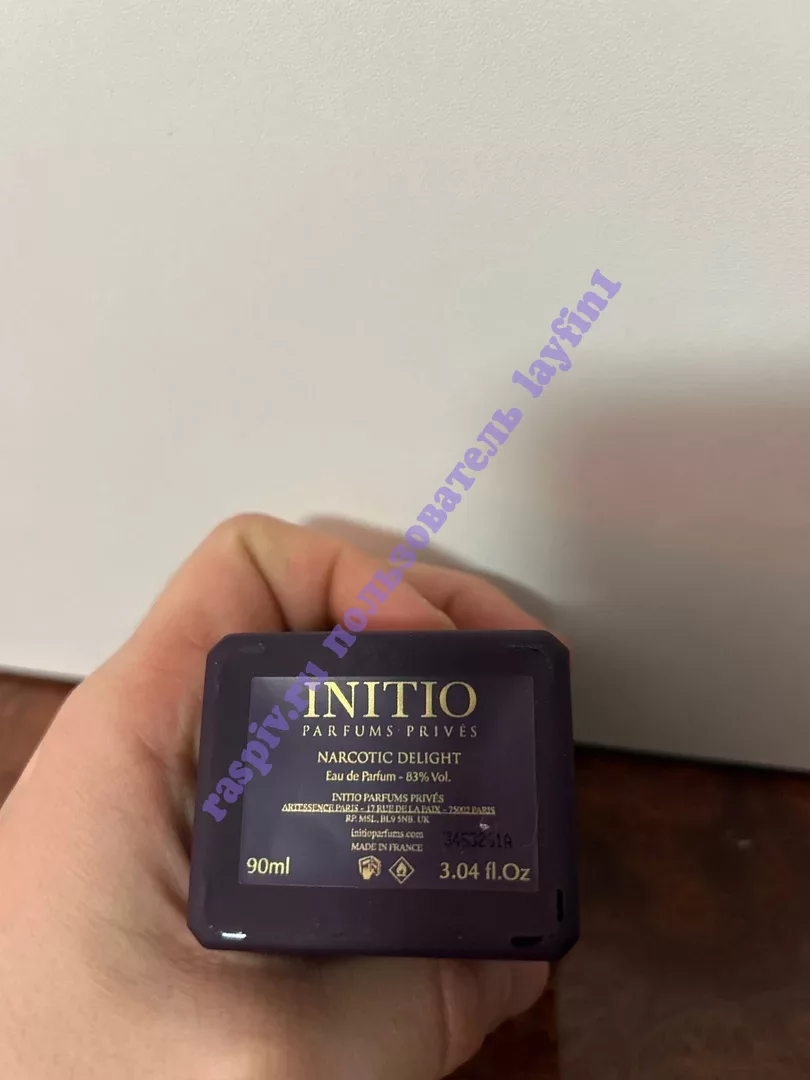 raspiv.ru пользователь layfin1
INITIO
PARFUMS PRIVÉS
NARCOTIC DELIGHT
Eau de Parfum - 83% Vol.
INITIO PARFUMS PRIVÉS
ARTESSENCE PARIS - 17 RUE DE LA PAIX - 75002 PARIS
RP. MSL, BL9 5NB. UK
initioparfums.com
MADE IN FRANCE
90ml
3.04 fl.Oz